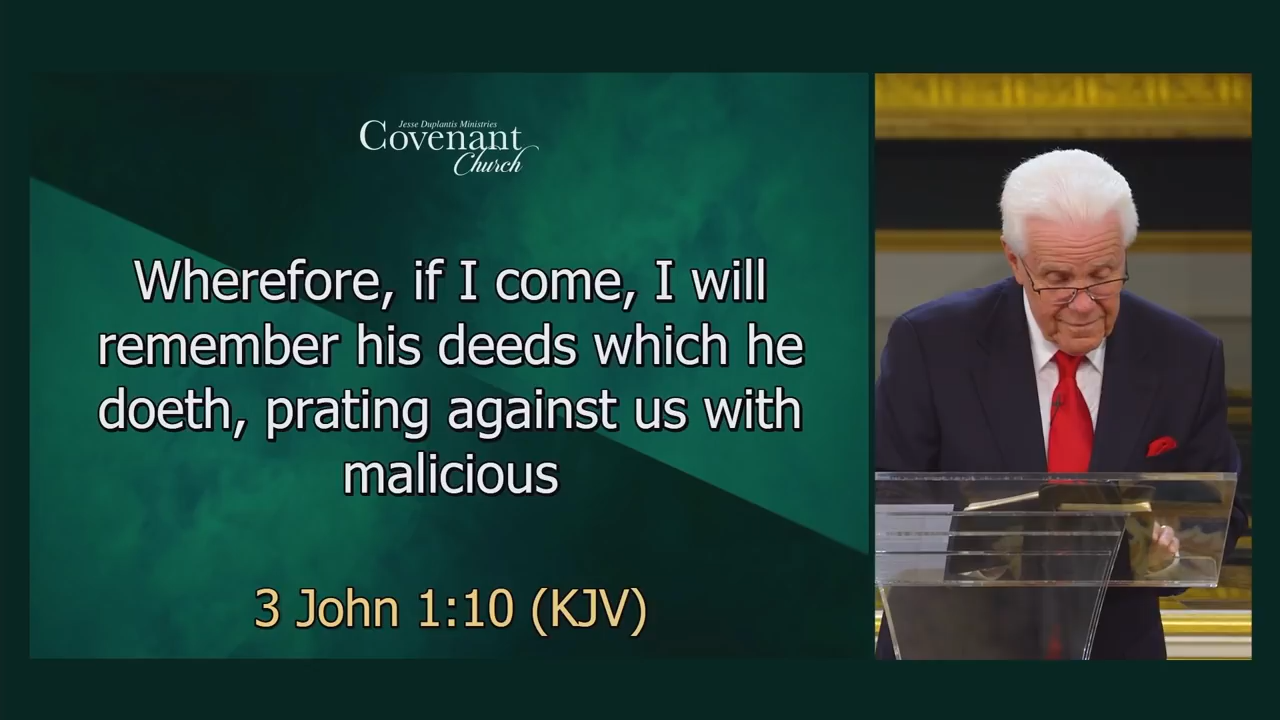 Jesse Duplantis Ministries
Covenant
Church
Wherefore, if I come, I will
remember his deeds which he
doeth, prating against us with
malicious
3 John 1:10 (KJV)